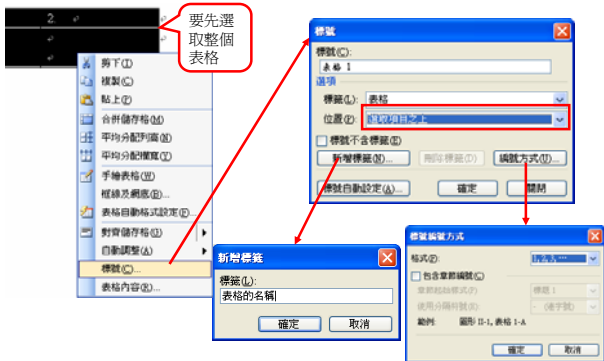 2.
要先選
取整個
表格
剪下(T)
複製(C)
貼上(P)
合併儲存格(M)
平均分配列高(N)
平均分配欄寬(Y)
手繪表格(W)
框線及網底(B)...
表格自動格式設定(F)...
對齊儲存格(G)
自動調整(A)
標號(C)...
表格內容(R)...
標號
標號(C):
表格 1
選項
標籤(L): 表格
位置(P): 選取項目之上
標號不含標籤(E)
新增標籤(N)... 刪除標籤(D) 編號方式(U)...
標號自動設定(A)... 確定 關閉
新增標籤
標籤(L):
表格的名稱
確定 取消
標號編號方式
格式(F): 1, 2, 3, ...
包含章節編號(C)
章節起始樣式(P) 標題 1
使用分隔符號(E) - (連字號)
範例: 圖形 II-1, 表格 1-A
確定 取消